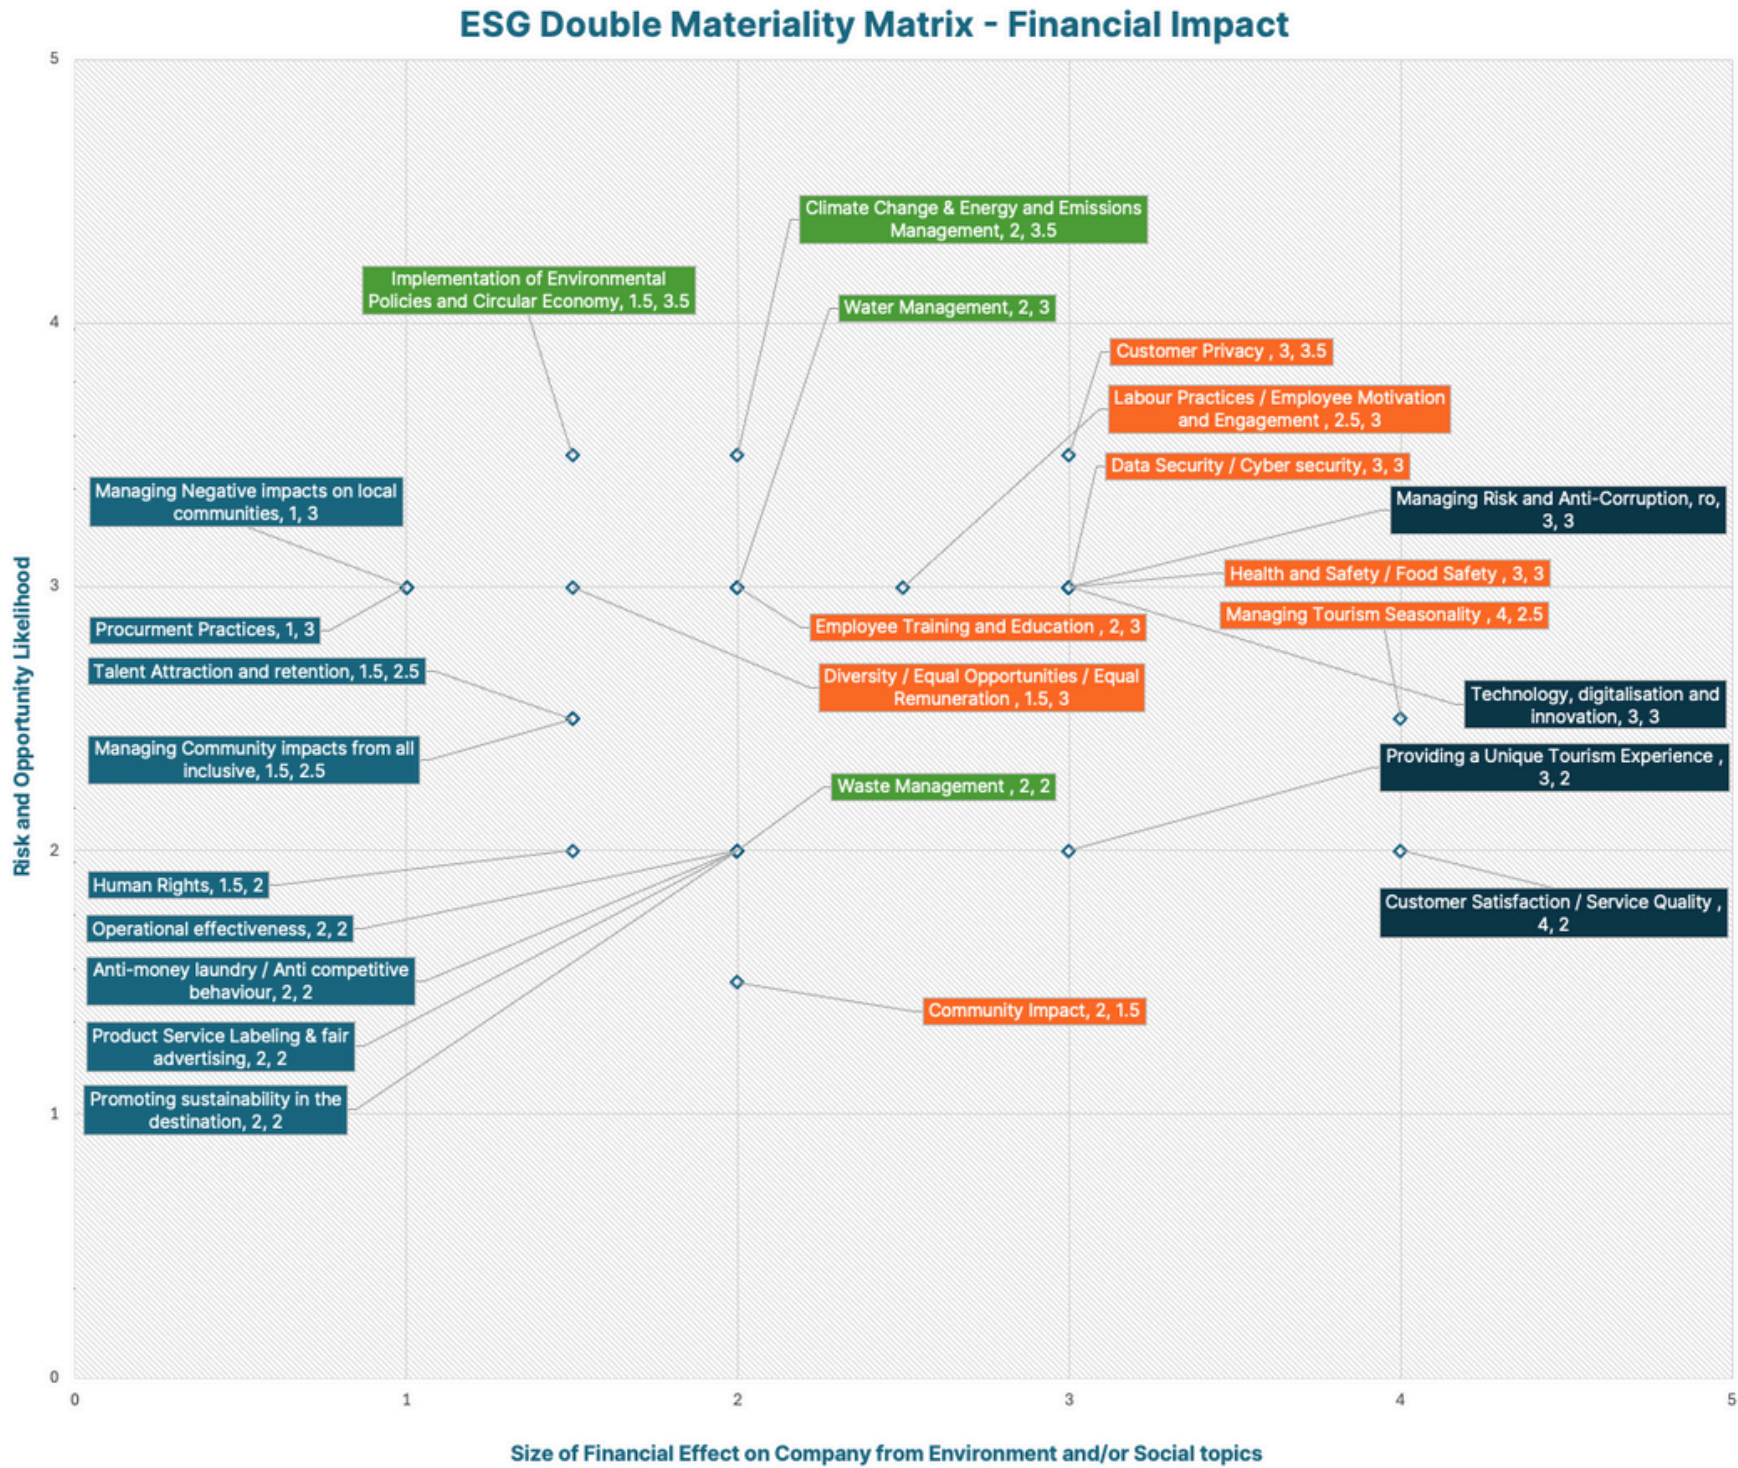 ESG Double Materiality Matrix - Financial Impact
5
Climate Change & Energy and Emissions
Management, 2, 3.5
Implementation of Environmental
Policies and Circular Economy, 1.5, 3.5
Water Management, 2, 3
4
Customer Privacy , 3, 3.5
Labour Practices / Employee Motivation
and Engagement , 2.5, 3
Data Security / Cyber security, 3, 3
Managing Negative impacts on local
communities, 1, 3
Managing Risk and Anti-Corruption, ro,
3, 3
Health and Safety / Food Safety , 3, 3
3
Managing Tourism Seasonality , 4, 2.5
Procurment Practices, 1, 3
Employee Training and Education , 2, 3
Talent Attraction and retention, 1.5, 2.5
Diversity / Equal Opportunities / Equal
Remuneration , 1.5, 3
Technology, digitalisation and
innovation, 3, 3
Managing Community impacts from all
inclusive, 1.5, 2.5
Providing a Unique Tourism Experience ,
3, 2
Waste Management , 2, 2
2
Human Rights, 1.5, 2
Customer Satisfaction / Service Quality ,
4, 2
Operational effectiveness, 2, 2
Anti-money laundry / Anti competitive
behaviour, 2, 2
Community Impact, 2, 1.5
Product Service Labeling & fair
advertising, 2, 2
Promoting sustainability in the
destination, 2, 2
1
0
Risk and Opportunity Likelihood
0 1 2 3 4 5
Size of Financial Effect on Company from Environment and/or Social topics